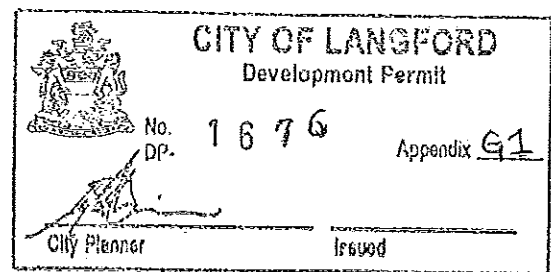 CITY OF LANGFORD
Development Permit
No.
DP. 1676
Appendix G1
City Planner
Issued